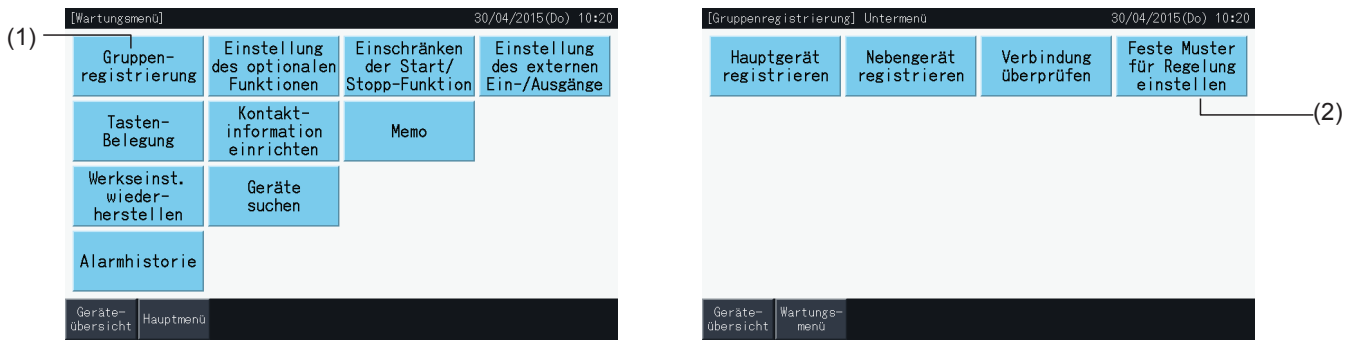 [Wartungsmenü] 30/04/2015(Do) 10:20
(1)
Gruppen-
registrierung
Einstellung
des optionalen
Funktionen
Einschränken
der Start/
Stopp-Funktion
Einstellung
des externen
Ein-/Ausgänge
Tasten-
Belegung
Kontakt-
information
einrichten
Memo
Werkseinst.
wieder-
herstellen
Geräte
suchen
Alarmhistorie
Geräte-
übersicht
Hauptmenü
[Gruppenregistrierung] Untermenü 30/04/2015(Do) 10:20
Hauptgerät
registrieren
Nebengerät
registrieren
Verbindung
überprüfen
Feste Muster
für Regelung
einstellen
(2)
Geräte-
übersicht
Wartungs-
menü